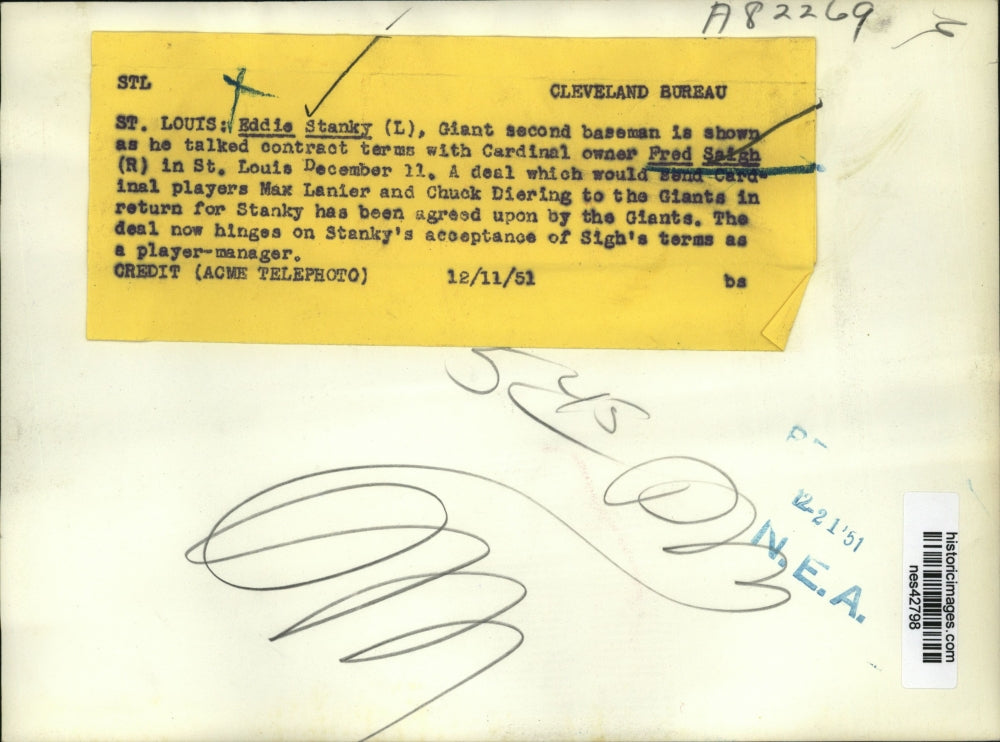 A82269
STL
CLEVELAND BUREAU
ST. LOUIS: Eddie Stanky (L), Giant second baseman is shown
as he talked contract terms with Cardinal owner Fred Saigh
(R) in St. Louis December 11. A deal which would send Card-
inal players Max Lanier and Chuck Diering to the Giants in
return for Stanky has been agreed upon by the Giants. The
deal now hinges on Stanky's acceptance of Sigh's terms as
a player-manager.
CREDIT (ACME TELEPHOTO) 12/11/51 bs
12-21'51
N.E.A.
historicimages.com
nes42798